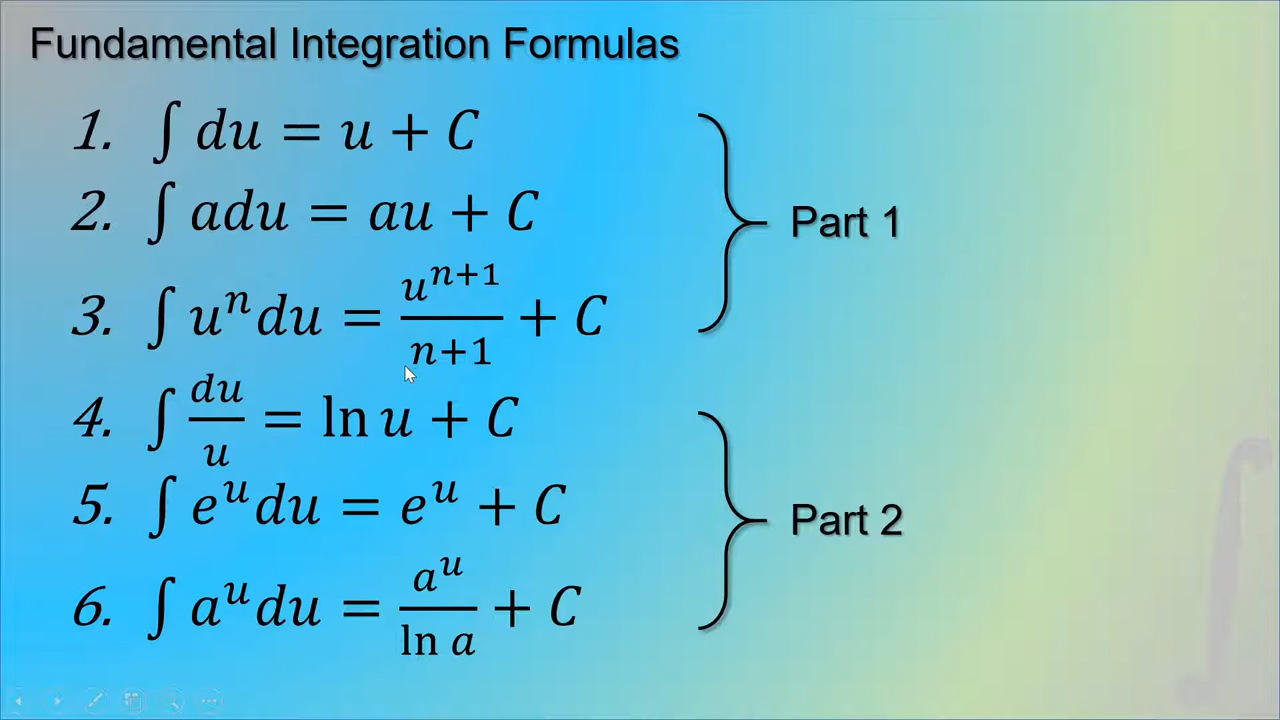 Fundamental Integration Formulas
1. ∫ du = u + C
2. ∫ adu = au + C
Part 1
3. ∫ uⁿdu = uⁿ⁺¹/n+1 + C
4. ∫ du/u = ln u + C
5. ∫ eᵘdu = eᵘ + C
Part 2
6. ∫ aᵘdu = aᵘ/ln a + C